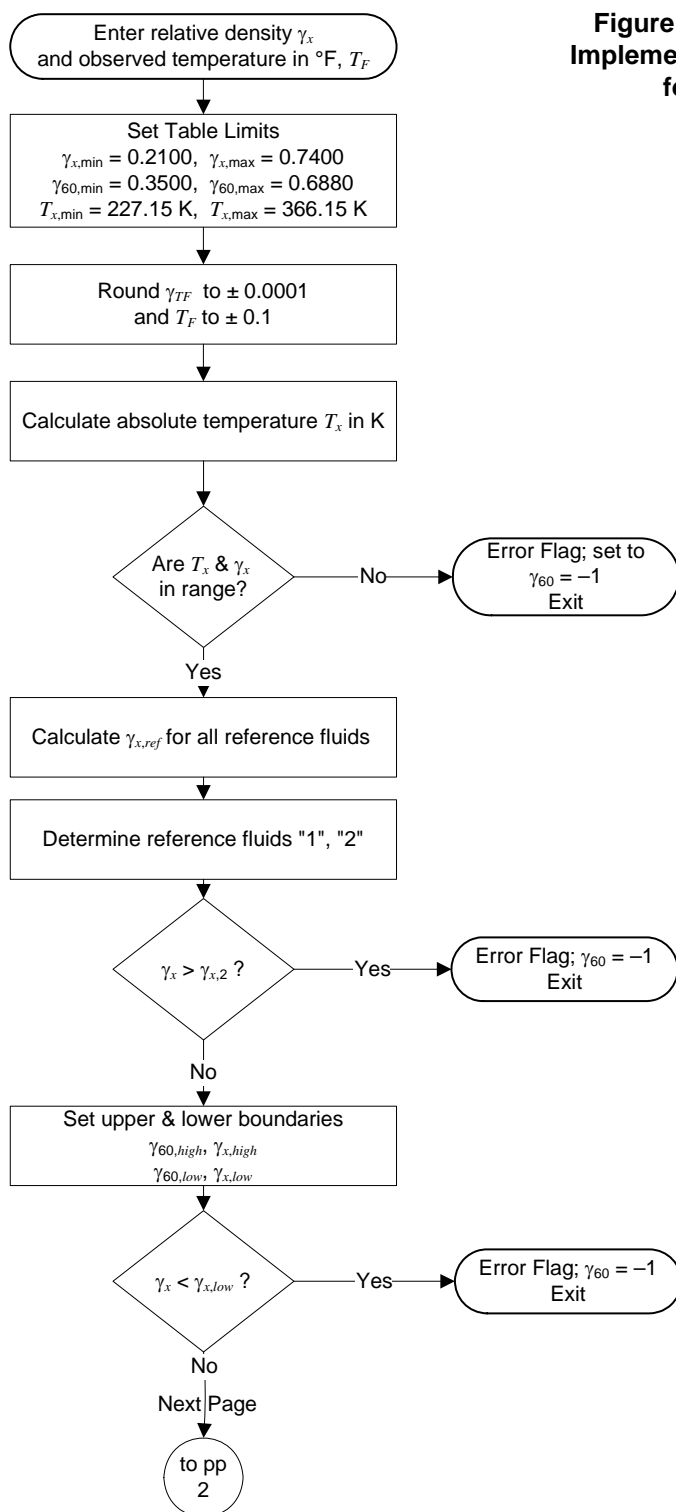 Figure
Impleme
fo
Enter relative density γx
and observed temperature in °F, TF
Set Table Limits
γx,min = 0.2100, γx,max = 0.7400
γ60,min = 0.3500, γ60,max = 0.6880
Tx,min = 227.15 K, Tx,max = 366.15 K
Round γTF to ± 0.0001
and TF to ± 0.1
Calculate absolute temperature Tx in K
Are Tx & γx
in range?
No
Error Flag; set to
γ60 = –1
Exit
Yes
Calculate γx,ref for all reference fluids
Determine reference fluids "1", "2"
γx > γx,2 ?
Yes
Error Flag; γ60 = –1
Exit
No
Set upper & lower boundaries
γ60,high, γx,high
γ60,low, γx,low
γx < γx,low ?
Yes
Error Flag; γ60 = –1
Exit
No
Next Page
to pp
2